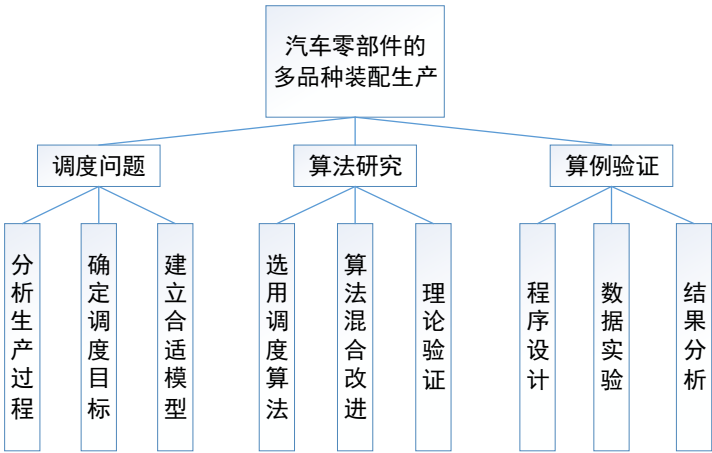 汽车零部件的
多品种装配生产
调度问题
算法研究
算例验证
分析生产过程
确定调度目标
建立合适模型
选用调度算法
算法混合改进
理论验证
程序设计
数据实验
结果分析